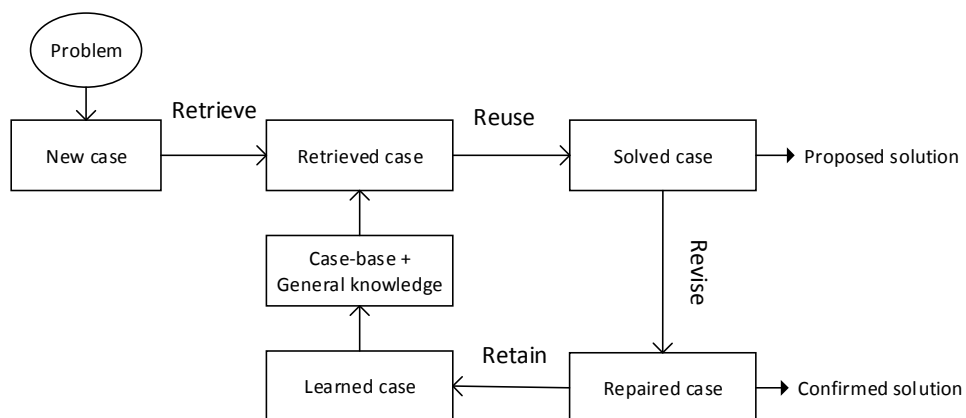 Problem
Retrieve
Reuse
New case
Retrieved case
Solved case
Proposed solution
Case-base +
General knowledge
Revise
Retain
Learned case
Repaired case
Confirmed solution